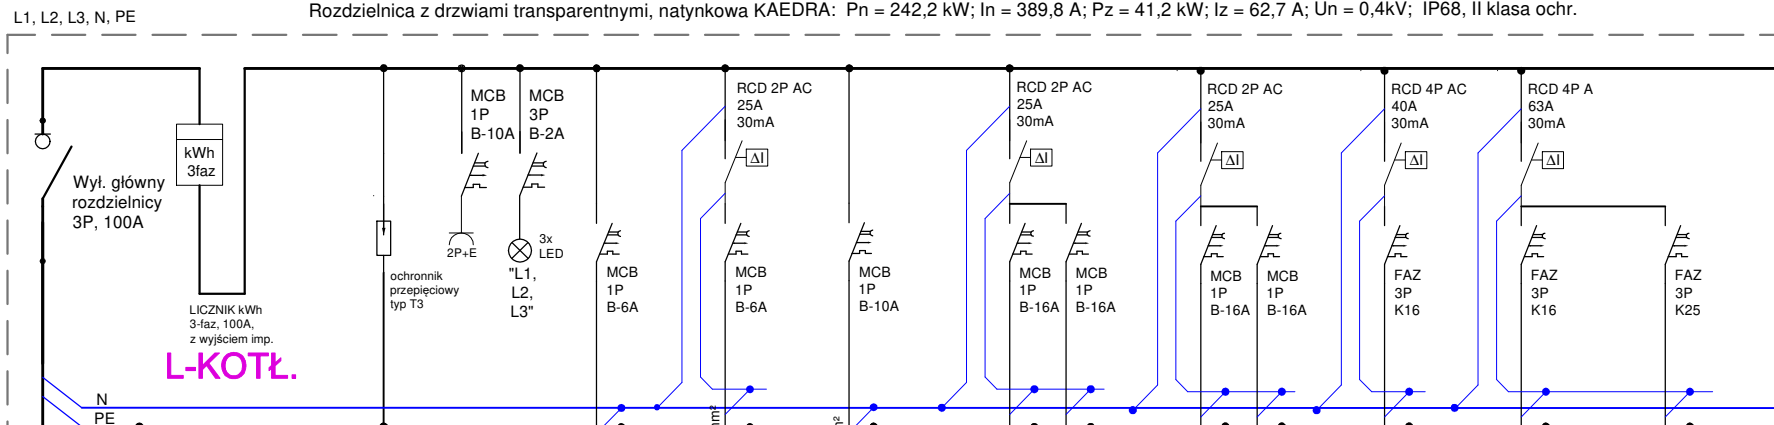 L1, L2, L3, N, PE
Rozdzielnica z drzwiami transparentnymi, natynkowa KAEDRA: Pn = 242,2 kW; In = 389,8 A; Pz = 41,2 kW; Iz = 62,7 A; Un = 0,4kV; IP68, II klasa ochr.
Wył. główny
rozdzielnicy
3P, 100A
kWh
3faz
LICZNIK kWh
3-faz, 100A,
z wyjściem imp.
L-KOTŁ.
N
PE
ochronnik
przepięciowy
typ T3
MCB
1P
B-10A
2P+E
MCB
3P
B-2A
3x
LED
"L1,
L2,
L3"
MCB
1P
B-6A
RCD 2P AC
25A
30mA
ΔI
MCB
1P
B-6A
MCB
1P
B-10A
RCD 2P AC
25A
30mA
ΔI
MCB
1P
B-16A
MCB
1P
B-16A
RCD 2P AC
25A
30mA
ΔI
MCB
1P
B-16A
MCB
1P
B-16A
RCD 4P AC
40A
30mA
ΔI
FAZ
3P
K16
RCD 4P A
63A
30mA
ΔI
FAZ
3P
K16
FAZ
3P
K25